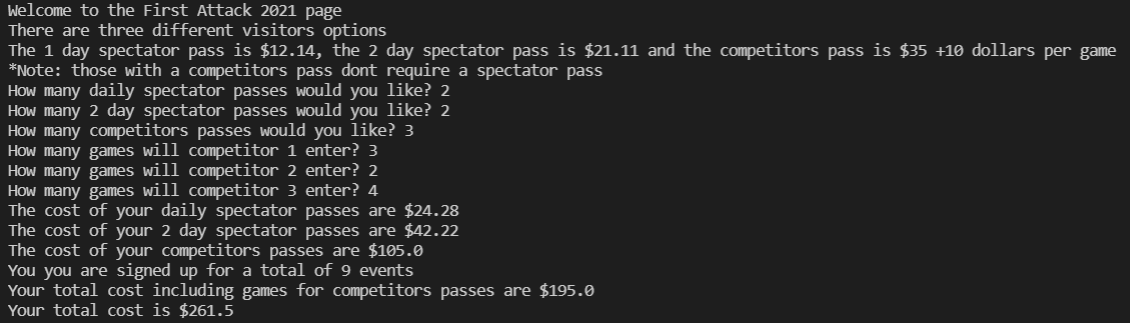 Welcome to the First Attack 2021 page
There are three different visitors options
The 1 day spectator pass is $12.14, the 2 day spectator pass is $21.11 and the competitors pass is $35 +10 dollars per game
*Note: those with a competitors pass dont require a spectator pass
How many daily spectator passes would you like? 2
How many 2 day spectator passes would you like? 2
How many competitors passes would you like? 3
How many games will competitor 1 enter? 3
How many games will competitor 2 enter? 2
How many games will competitor 3 enter? 4
The cost of your daily spectator passes are $24.28
The cost of your 2 day spectator passes are $42.22
The cost of your competitors passes are $105.0
You you are signed up for a total of 9 events
Your total cost including games for competitors passes are $195.0
Your total cost is $261.5